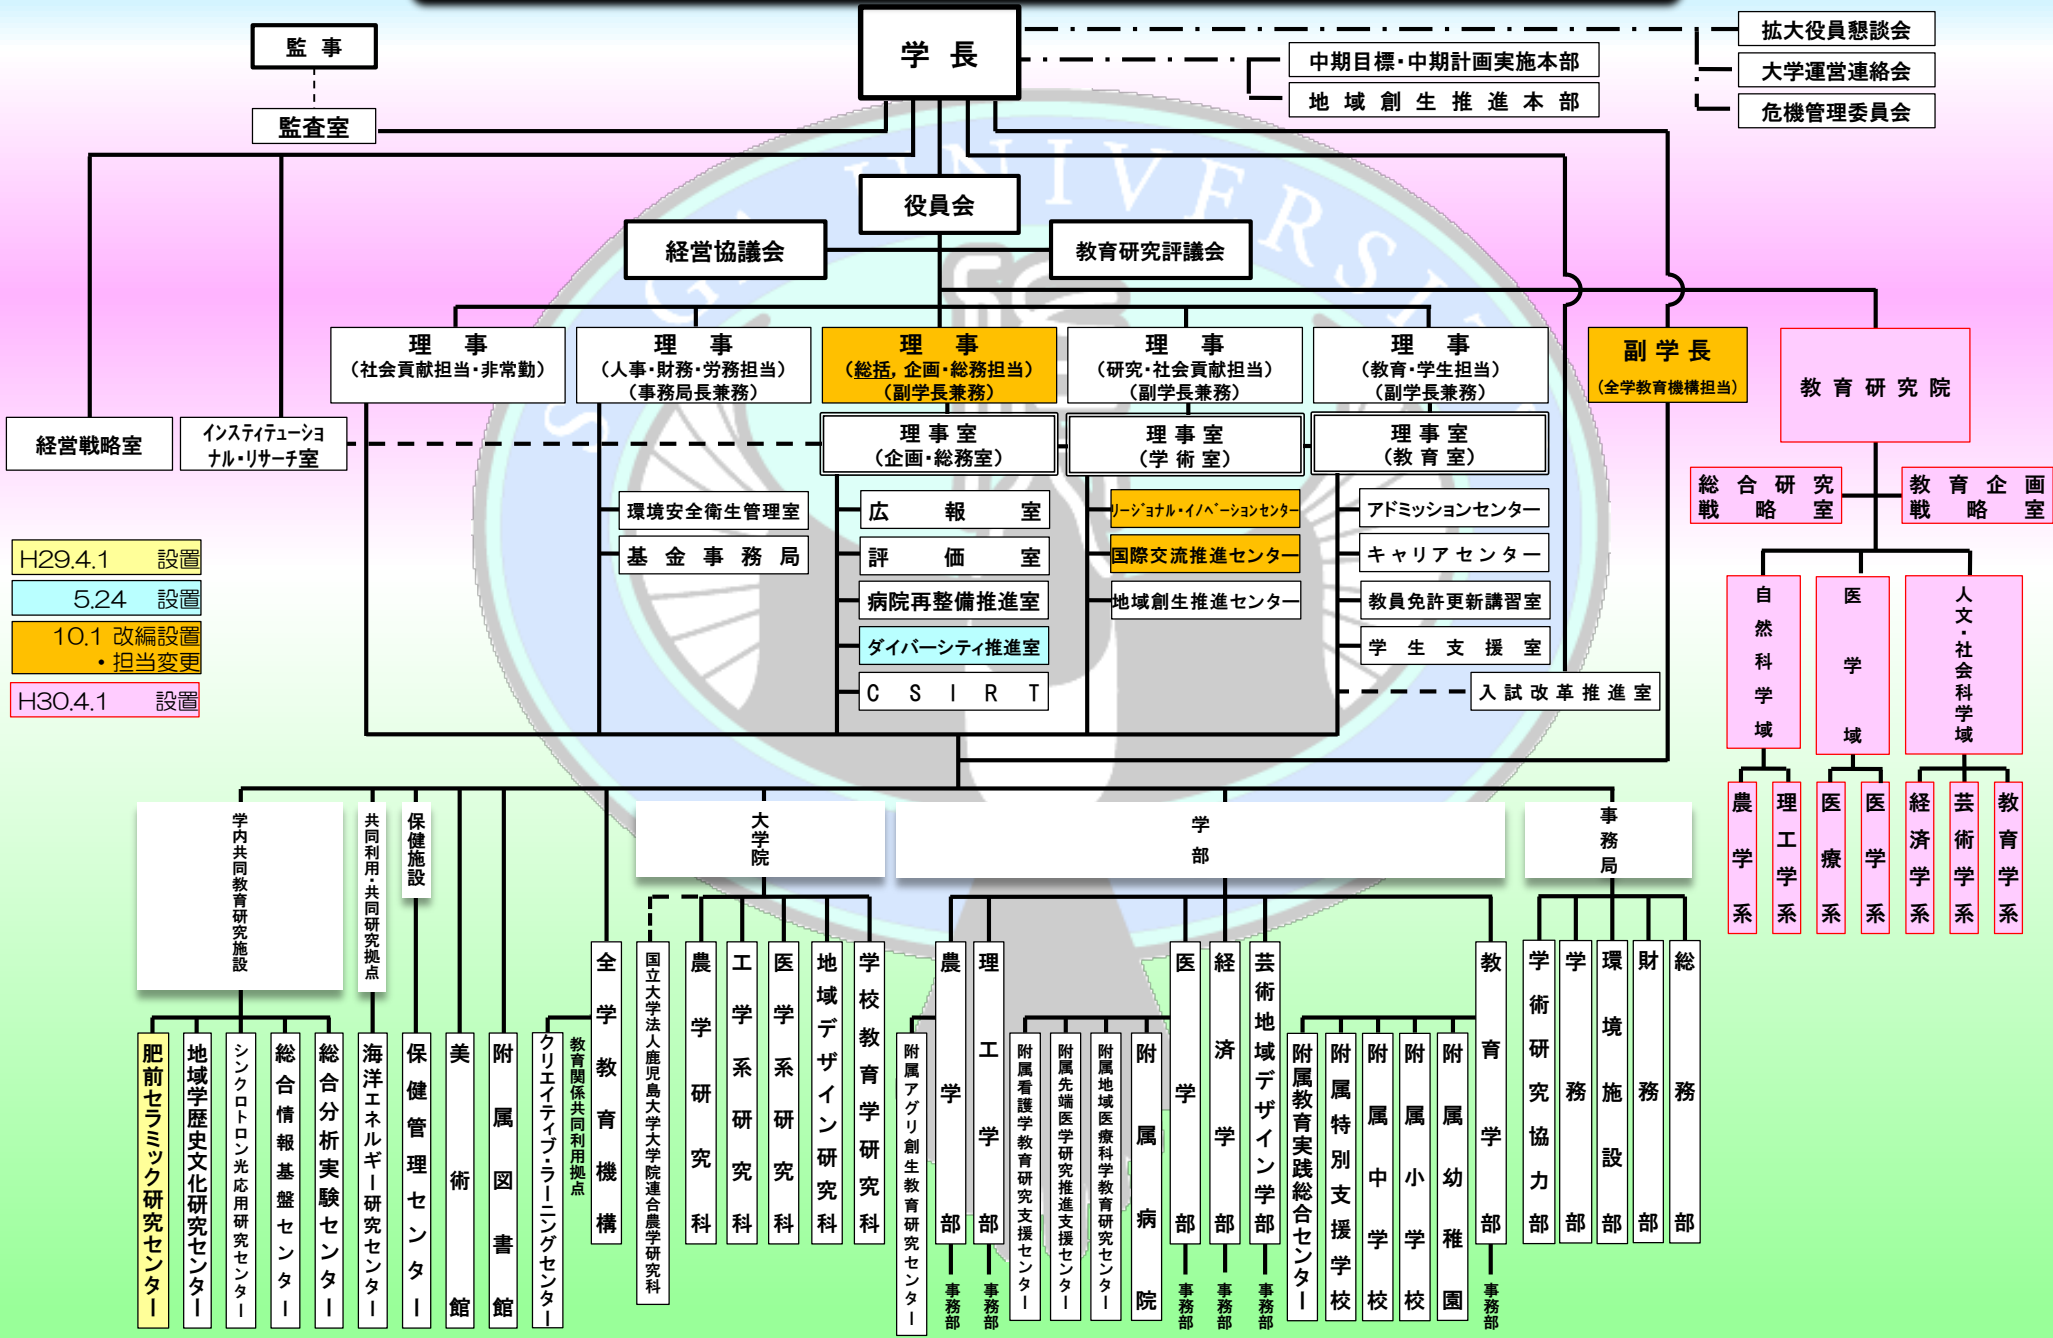 学長
監事
監査室
中期目標・中期計画実施本部
地域創生推進本部
拡大役員懇談会
大学運営連絡会
危機管理委員会
SAGA UNIVERSITY
役員会
経営協議会
教育研究評議会
理事
(社会貢献担当・非常勤)
理事
(人事・財務・労務担当)
(事務局長兼務)
理事
(総括, 企画・総務担当)
(副学長兼務)
理事
(研究・社会貢献担当)
(副学長兼務)
理事
(教育・学生担当)
(副学長兼務)
副学長
(全学教育機構担当)
教育研究院
経営戦略室
インスティテューショ
ナル・リサーチ室
理事室
(企画・総務室)
理事室
(学術室)
理事室
(教育室)
総合研究
戦略室
教育企画
戦略室
環境安全衛生管理室
基金事務局
広報室
評価室
病院再整備推進室
ダイバーシティ推進室
CSIRT
リージョナル・イノベーションセンター
国際交流推進センター
地域創生推進センター
アドミッションセンター
キャリアセンター
教員免許更新講習室
学生支援室
入試改革推進室
H29.4.1 設置
5.24 設置
10.1 改編設置
・担当変更
H30.4.1 設置
自然科学域
医学域
人文・社会科学域
農学系
理工学系
医療系
医学系
経済学系
芸術学系
教育学系
学内共同教育研究施設
共同利用・共同研究拠点
保健施設
大学院
学部
事務局
肥前セラミック研究センター
地域学歴史文化研究センター
シンクロトロン光応用研究センター
総合情報基盤センター
総合分析実験センター
海洋エネルギー研究センター
保健管理センター
美術館
附属図書館
クリエイティブ・ラーニングセンター
教育関係共同利用拠点
全学教育機構
国立大学法人鹿児島大学大学院連合農学研究科
農学研究科
工学系研究科
医学系研究科
地域デザイン研究科
学校教育学研究科
附属アグリ創生教育研究センター
農学部
事務部
理工学部
事務部
附属看護学教育研究支援センター
附属先端医学研究推進支援センター
附属地域医療科学教育研究センター
附属病院
医学部
事務部
経済学部
事務部
芸術地域デザイン学部
事務部
附属教育実践総合センター
附属特別支援学校
附属中学校
附属小学校
附属幼稚園
教育学部
事務部
学術研究協力部
学務部
環境施設部
財務部
総務部